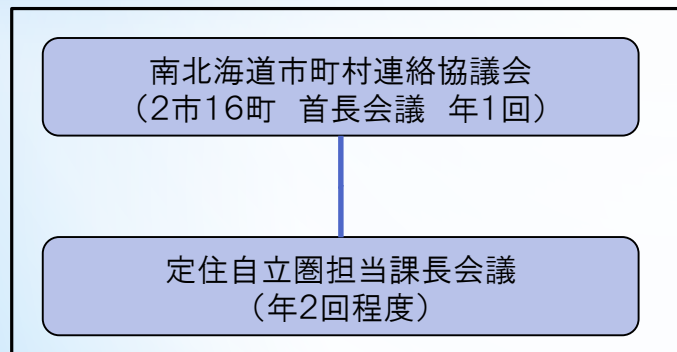 南北海道市町村連絡協議会
（2市16町　首長会議　年1回）
定住自立圏担当課長会議
（年2回程度）